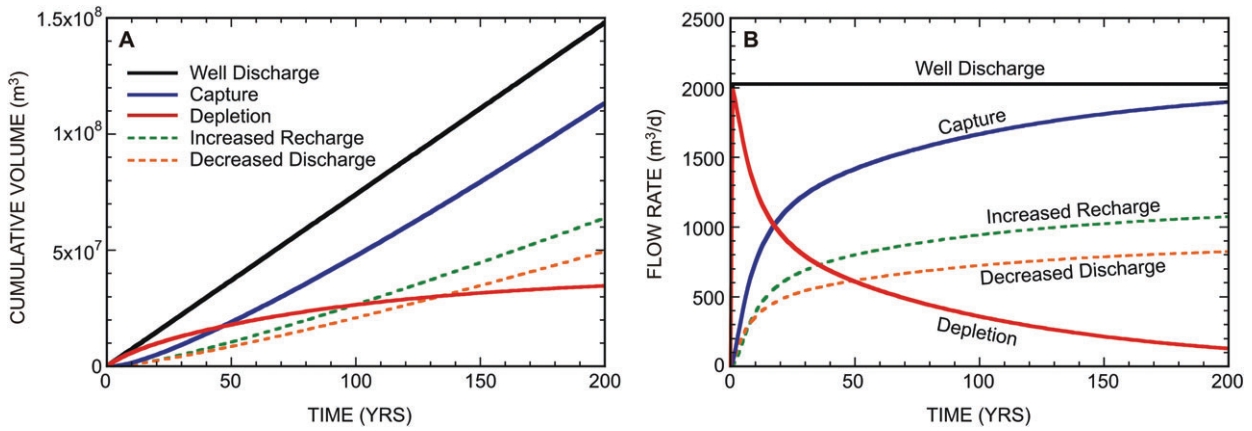 A
1.5x10⁸
1x10⁸
5x10⁷
0
CUMULATIVE VOLUME (m³)
Well Discharge
Capture
Depletion
Increased Recharge
Decreased Discharge
0
50
100
150
200
TIME (YRS)
B
2500
2000
1500
1000
500
0
FLOW RATE (m³/d)
Well Discharge
Capture
Increased Recharge
Decreased Discharge
Depletion
0
50
100
150
200
TIME (YRS)